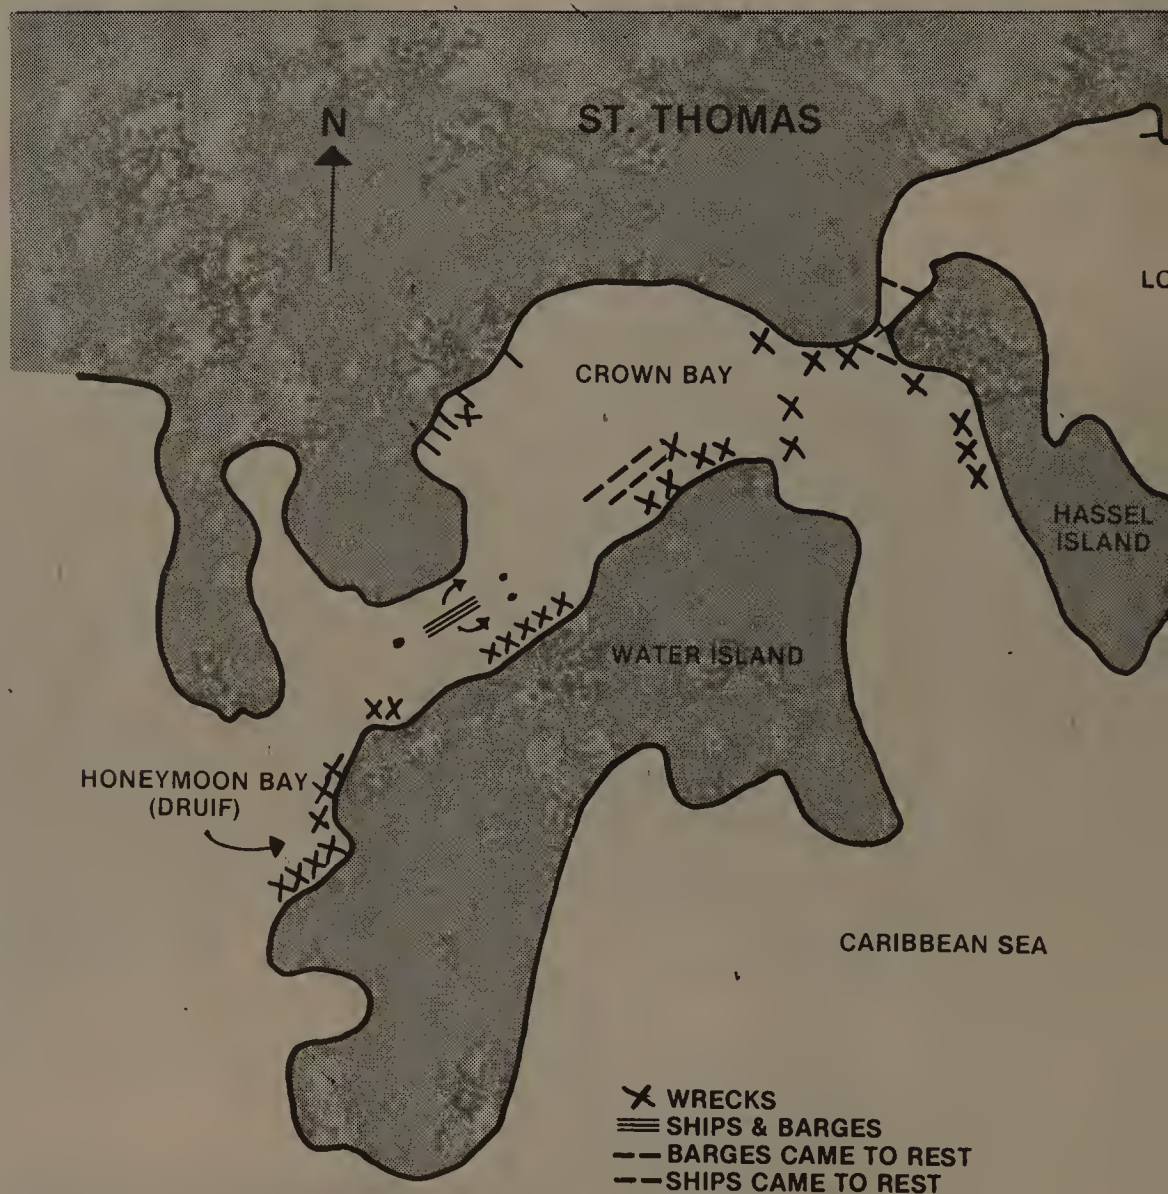 N
ST. THOMAS
LO
CROWN BAY
HASSEL
ISLAND
WATER ISLAND
HONEYMOON BAY
(DRUIF)
CARIBBEAN SEA
WRECKS
SHIPS & BARGES
BARGES CAME TO REST
SHIPS CAME TO REST